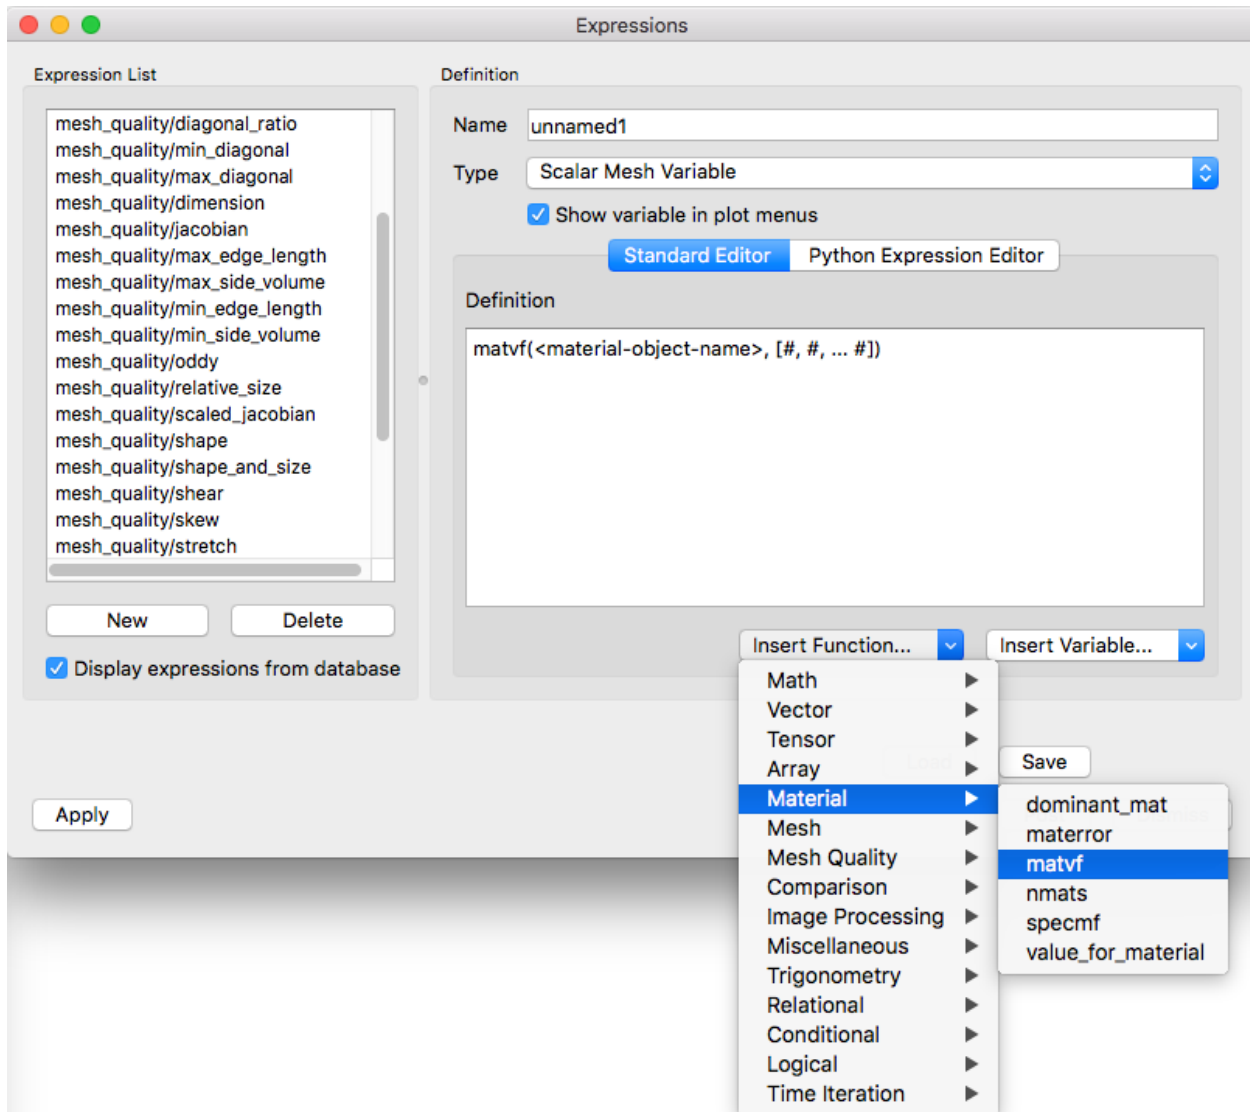 Expressions
Expression List
mesh_quality/diagonal_ratio
mesh_quality/min_diagonal
mesh_quality/max_diagonal
mesh_quality/dimension
mesh_quality/jacobian
mesh_quality/max_edge_length
mesh_quality/max_side_volume
mesh_quality/min_edge_length
mesh_quality/min_side_volume
mesh_quality/oddy
mesh_quality/relative_size
mesh_quality/scaled_jacobian
mesh_quality/shape
mesh_quality/shape_and_size
mesh_quality/shear
mesh_quality/skew
mesh_quality/stretch
New
Delete
Display expressions from database
Apply
Definition
Name
unnamed1
Type
Scalar Mesh Variable
Show variable in plot menus
Standard Editor
Python Expression Editor
Definition
matvf(<material-object-name>, [#, #, ... #])
Insert Function...
Insert Variable...
Math
Vector
Tensor
Array
Material
Mesh
Mesh Quality
Comparison
Image Processing
Miscellaneous
Trigonometry
Relational
Conditional
Logical
Time Iteration
Load
Save
dominant_mat
materror
matvf
nmats
specmf
value_for_material